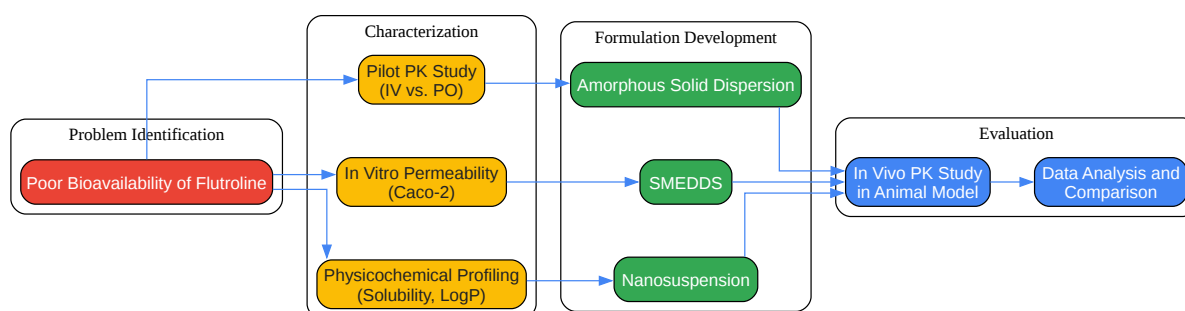 Problem Identification
Poor Bioavailability of Flutroline
Characterization
Pilot PK Study
(IV vs. PO)
In Vitro Permeability
(Caco-2)
Physicochemical Profiling
(Solubility, LogP)
Formulation Development
Amorphous Solid Dispersion
SMEDDS
Nanosuspension
Evaluation
In Vivo PK Study
in Animal Model
Data Analysis and
Comparison